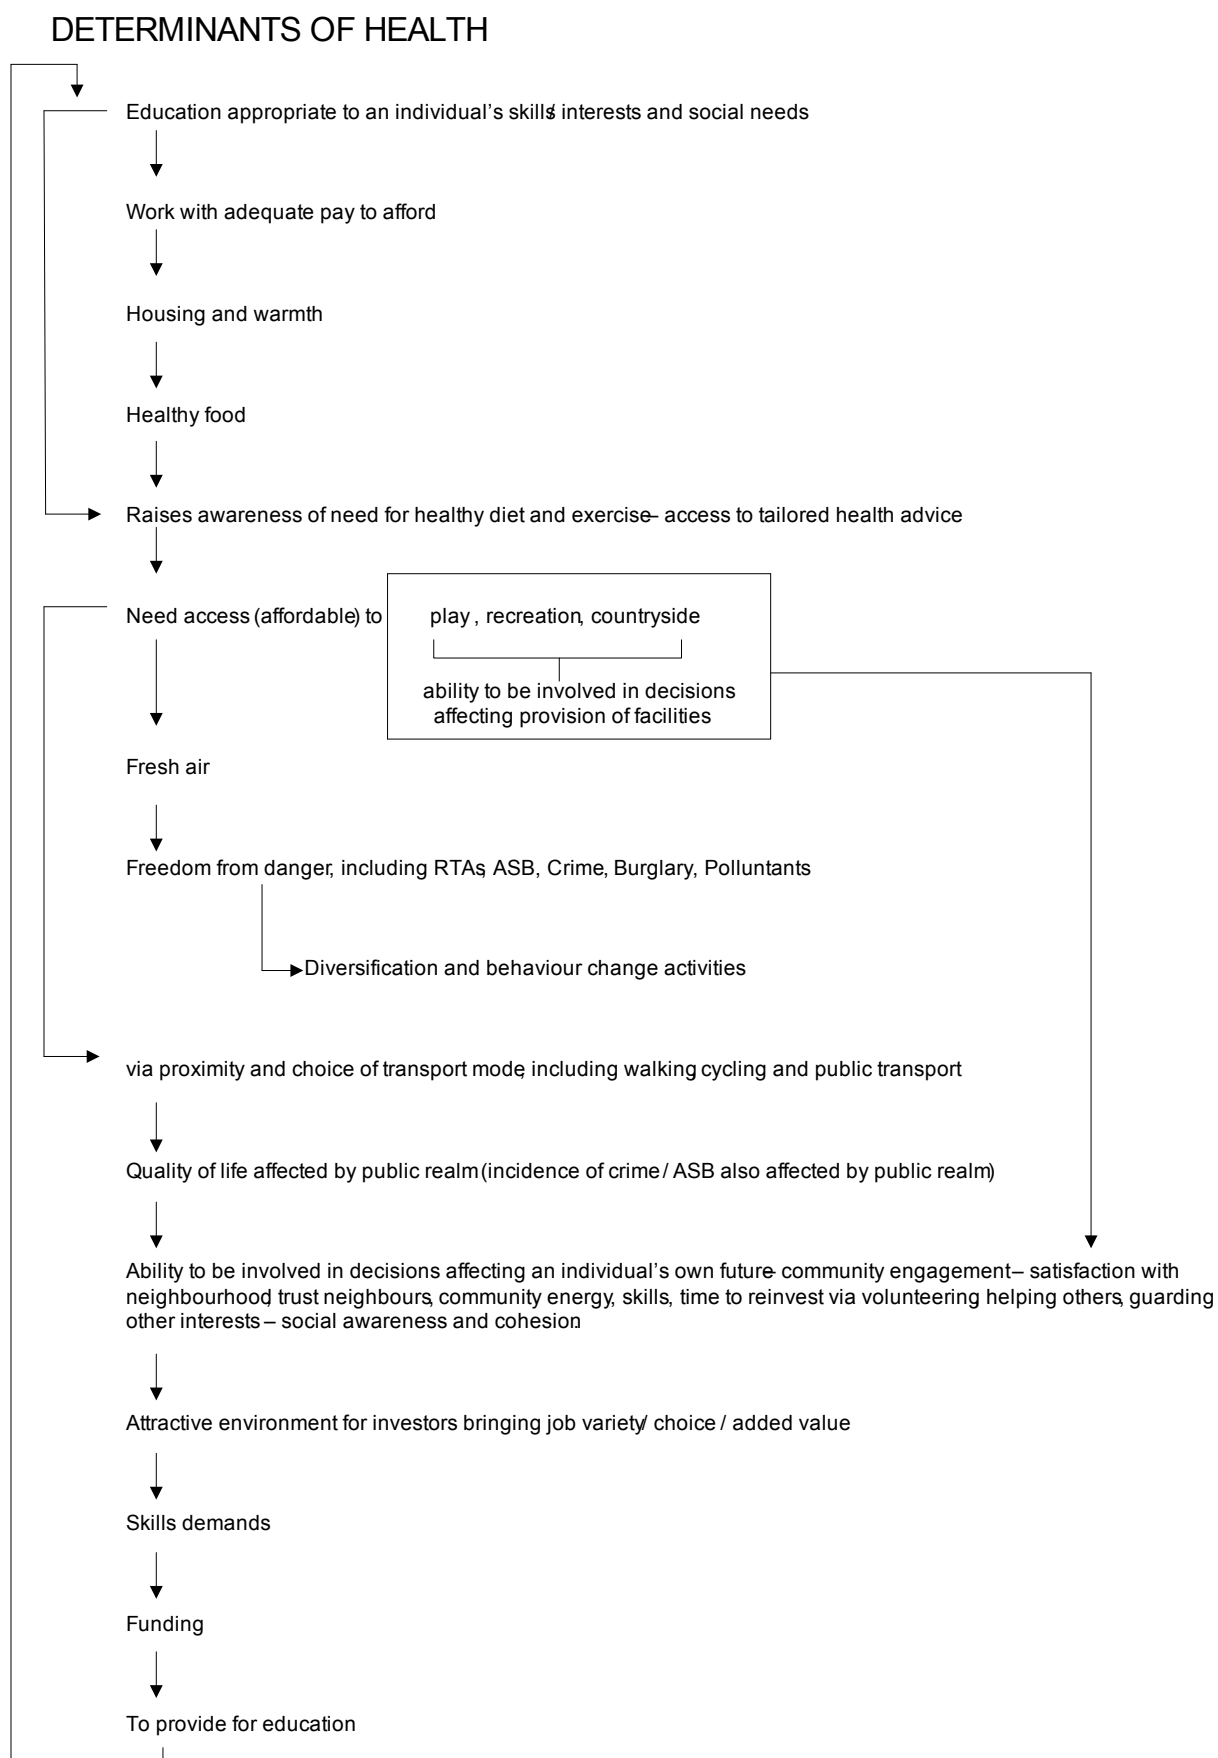 DETERMINANTS OF HEALTH
Education appropriate to an individual's skills/ interests and social needs
Work with adequate pay to afford
Housing and warmth
Healthy food
Raises awareness of need for healthy diet and exercise – access to tailored health advice
Need access (affordable) to
play, recreation, countryside
ability to be involved in decisions
affecting provision of facilities
Fresh air
Freedom from danger, including RTAs, ASB, Crime, Burglary, Polluntants
Diversification and behaviour change activities
via proximity and choice of transport mode, including walking, cycling and public transport
Quality of life affected by public realm (incidence of crime / ASB also affected by public realm)
Ability to be involved in decisions affecting an individual's own future – community engagement – satisfaction with
neighbourhood, trust neighbours, community energy, skills, time to reinvest via volunteering helping others, guarding
other interests – social awareness and cohesion.
Attractive environment for investors bringing job variety/ choice / added value
Skills demands
Funding
To provide for education